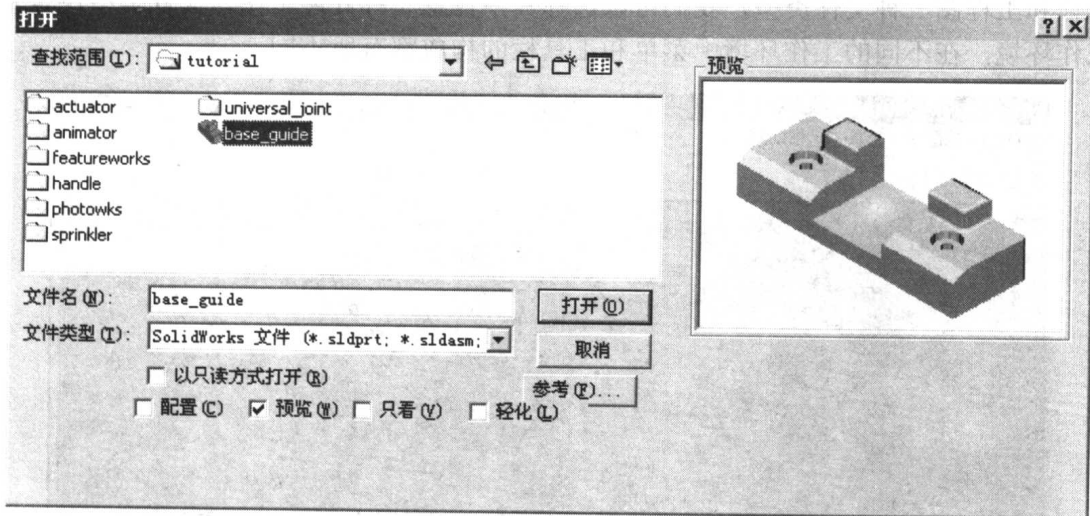 打开
查找范围(I): tutorial
预览
actuator
animator
featureworks
handle
photowks
sprinkler
universal_joint
base_guide
文件名(N): base_guide
打开(O)
文件类型(T): SolidWorks 文件 (*.sldprt; *.sldasm;
取消
以只读方式打开(R)
参考(F)...
配置(C) 预览(W) 只看(V) 轻化(L)